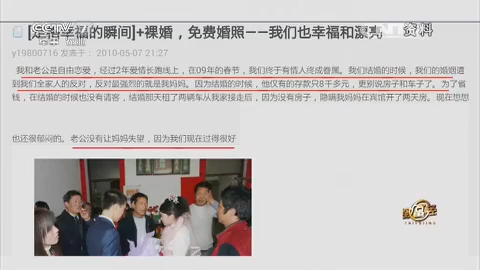 CCTV 资料
[定格幸福的瞬间]+裸婚，免费婚照——我们也幸福和漂亮
y19800716 发表于： 2010-05-07 21:27
我和老公是自由恋爱，经过2年爱情长跑线上，在09年的春节，我们终于有情人终成眷属。我们结婚的时候，我们的婚姻遭
到我们全家人的反对，反对最强烈的就是我妈妈。因为结婚的时候，他仅有的存款只8千多元，更别说房子和车子了。为了省
钱，在结婚的时候也没有请客，结婚那天租了两辆车从我家接走后，因为没有房子，隐瞒我妈妈在宾馆开了两天房。现在想想
也还很郁闷的。老公没有让妈妈失望，因为我们现在过得很好